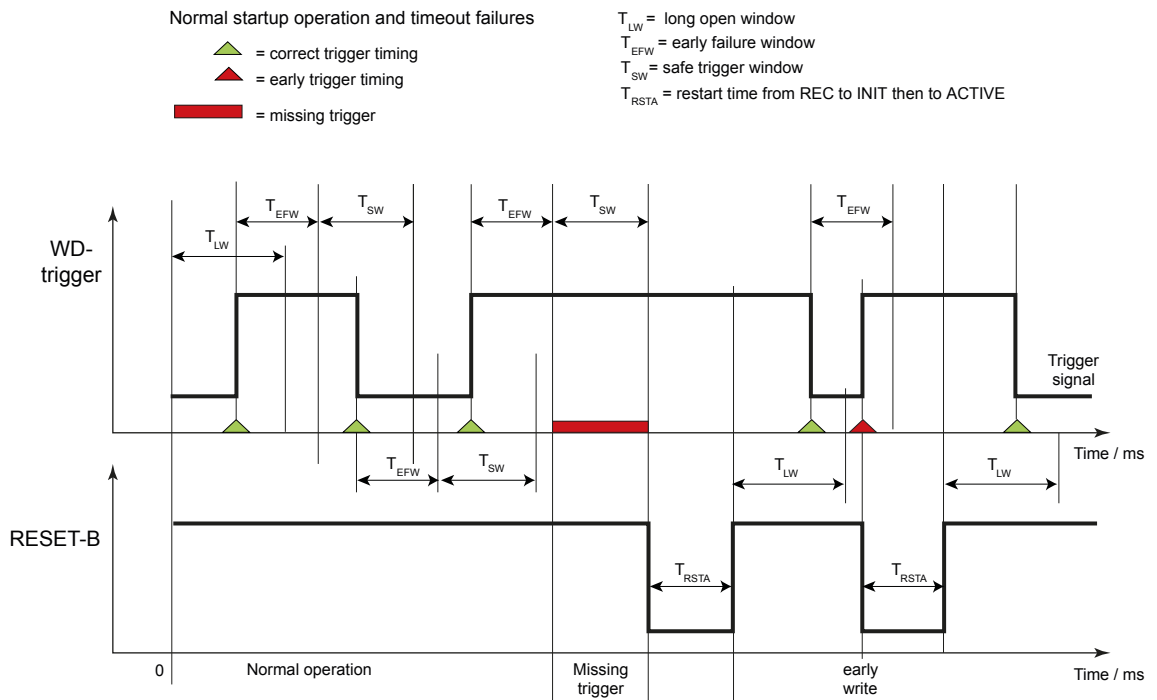 Normal startup operation and timeout failures
= correct trigger timing
= early trigger timing
= missing trigger
TLW = long open window
TEFW = early failure window
TSW = safe trigger window
TRSTA = restart time from REC to INIT then to ACTIVE
TEFW
TSW
TEFW
TSW
TEFW
TLW
WD-
trigger
Trigger
signal
Time / ms
TEFW
TSW
TLW
TLW
RESET-B
TRSTA
TRSTA
0
Normal operation
Missing
trigger
early
write
Time / ms